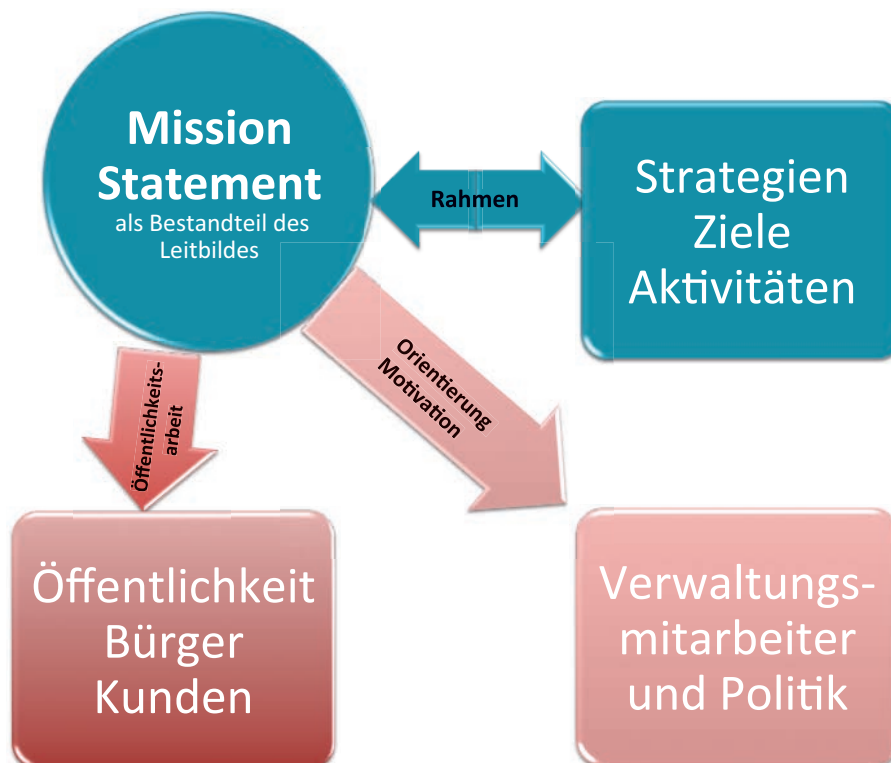 Mission
Statement
als Bestandteil des
Leitbildes
Rahmen
Strategien
Ziele
Aktivitäten
Öffentlichkeits-
arbeit
Orientierung
Motivation
Öffentlichkeit
Bürger
Kunden
Verwaltungs-
mitarbeiter
und Politik